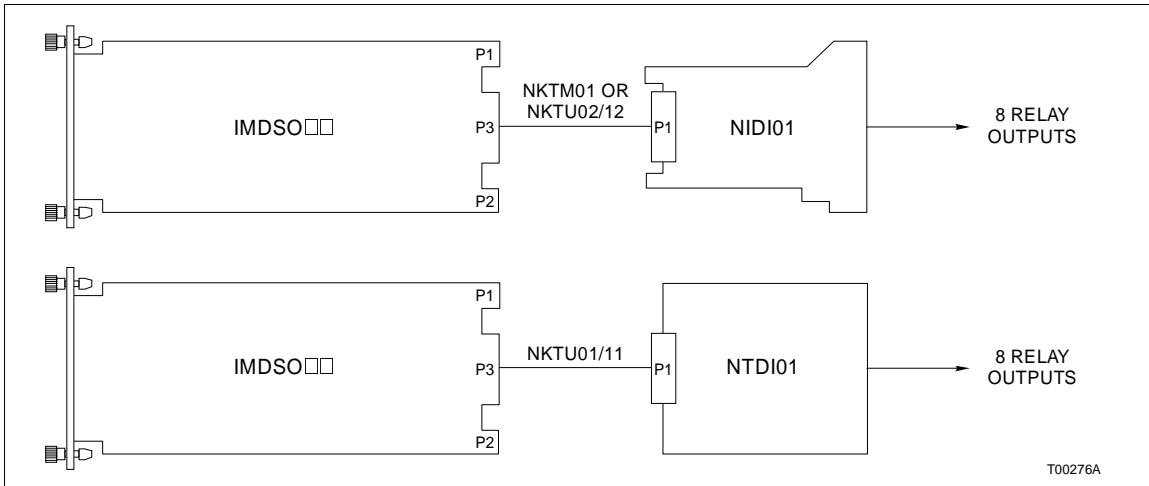 P1
NKTM01 OR
NKTU02/12
IMDSO□□
P3
P1
NIDI01
8 RELAY
OUTPUTS
P2
P1
NKTU01/11
IMDSO□□
P3
P1
NTDI01
8 RELAY
OUTPUTS
P2
T00276A